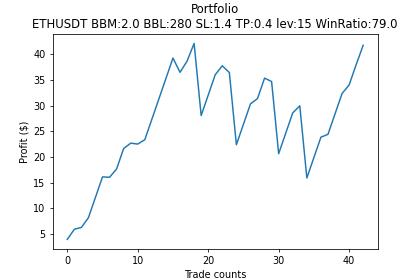 Portfolio
ETHUSDT BBM:2.0 BBL:280 SL:1.4 TP:0.4 lev:15 WinRatio:79.0
40
35
30
25
20
15
10
5
Profit ($)
0 10 20 30 40
Trade counts